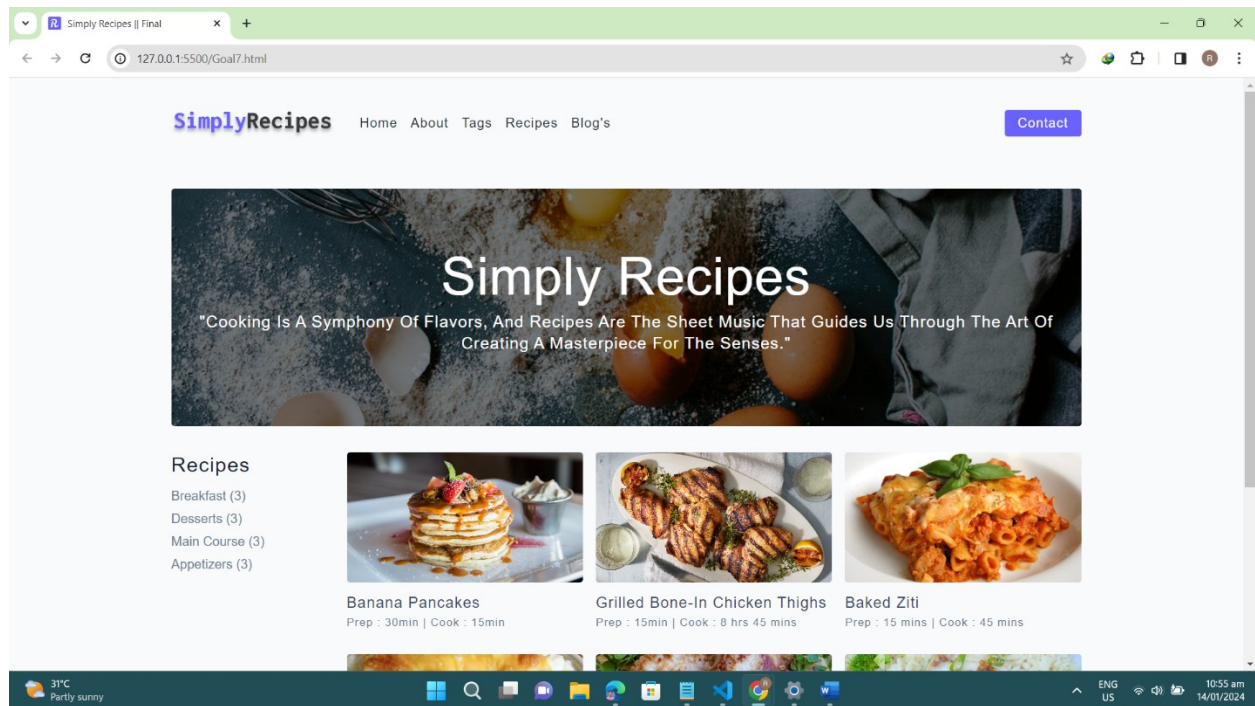 Simply Recipes || Final
127.0.0.1:5500/Goal7.html
R
SimplyRecipes Home About Tags Recipes Blog's Contact
Simply Recipes
"Cooking Is A Symphony Of Flavors, And Recipes Are The Sheet Music That Guides Us Through The Art Of
Creating A Masterpiece For The Senses."
Recipes
Breakfast (3)
Desserts (3)
Main Course (3)
Appetizers (3)
Banana Pancakes
Prep : 30min | Cook : 15min
Grilled Bone-In Chicken Thighs
Prep : 15min | Cook : 8 hrs 45 mins
Baked Ziti
Prep : 15 mins | Cook : 45 mins
31°C
Partly sunny
ENG
US
10:55 am
14/01/2024